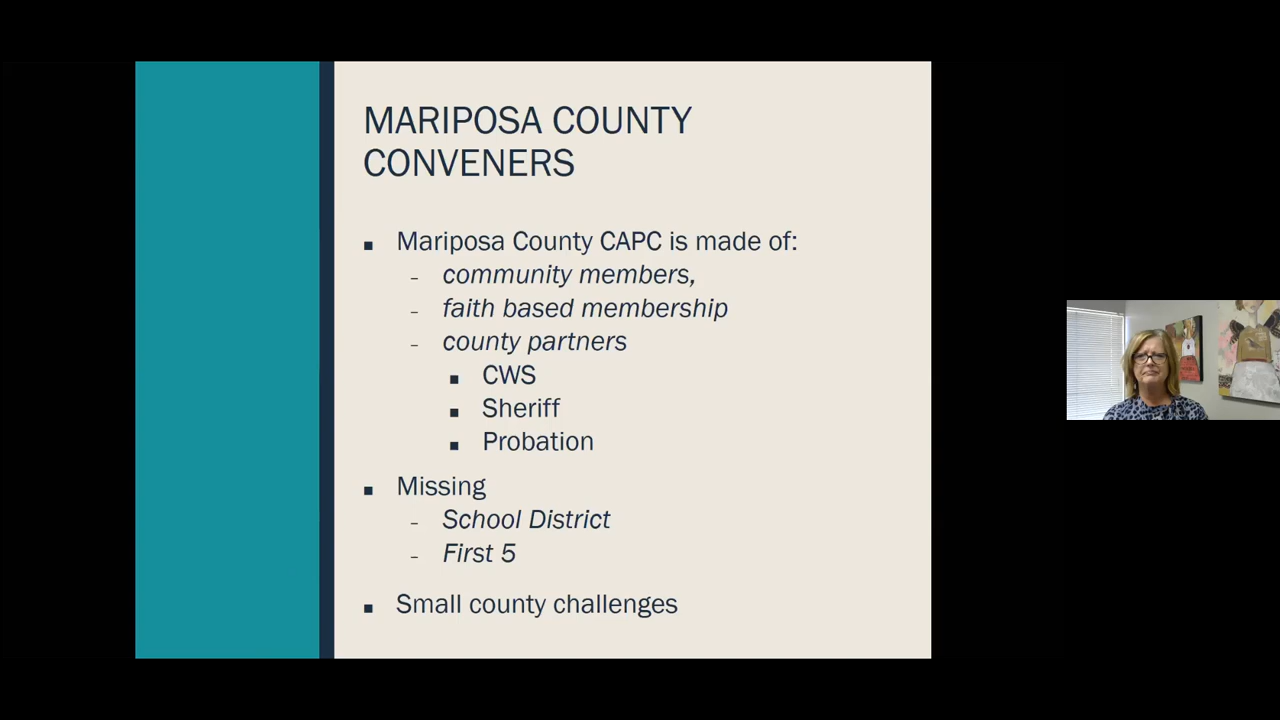 MARIPOSA COUNTY
CONVENERS
▪ Mariposa County CAPC is made of:
– community members,
– faith based membership
– county partners
▪ CWS
▪ Sheriff
▪ Probation
▪ Missing
– School District
– First 5
▪ Small county challenges